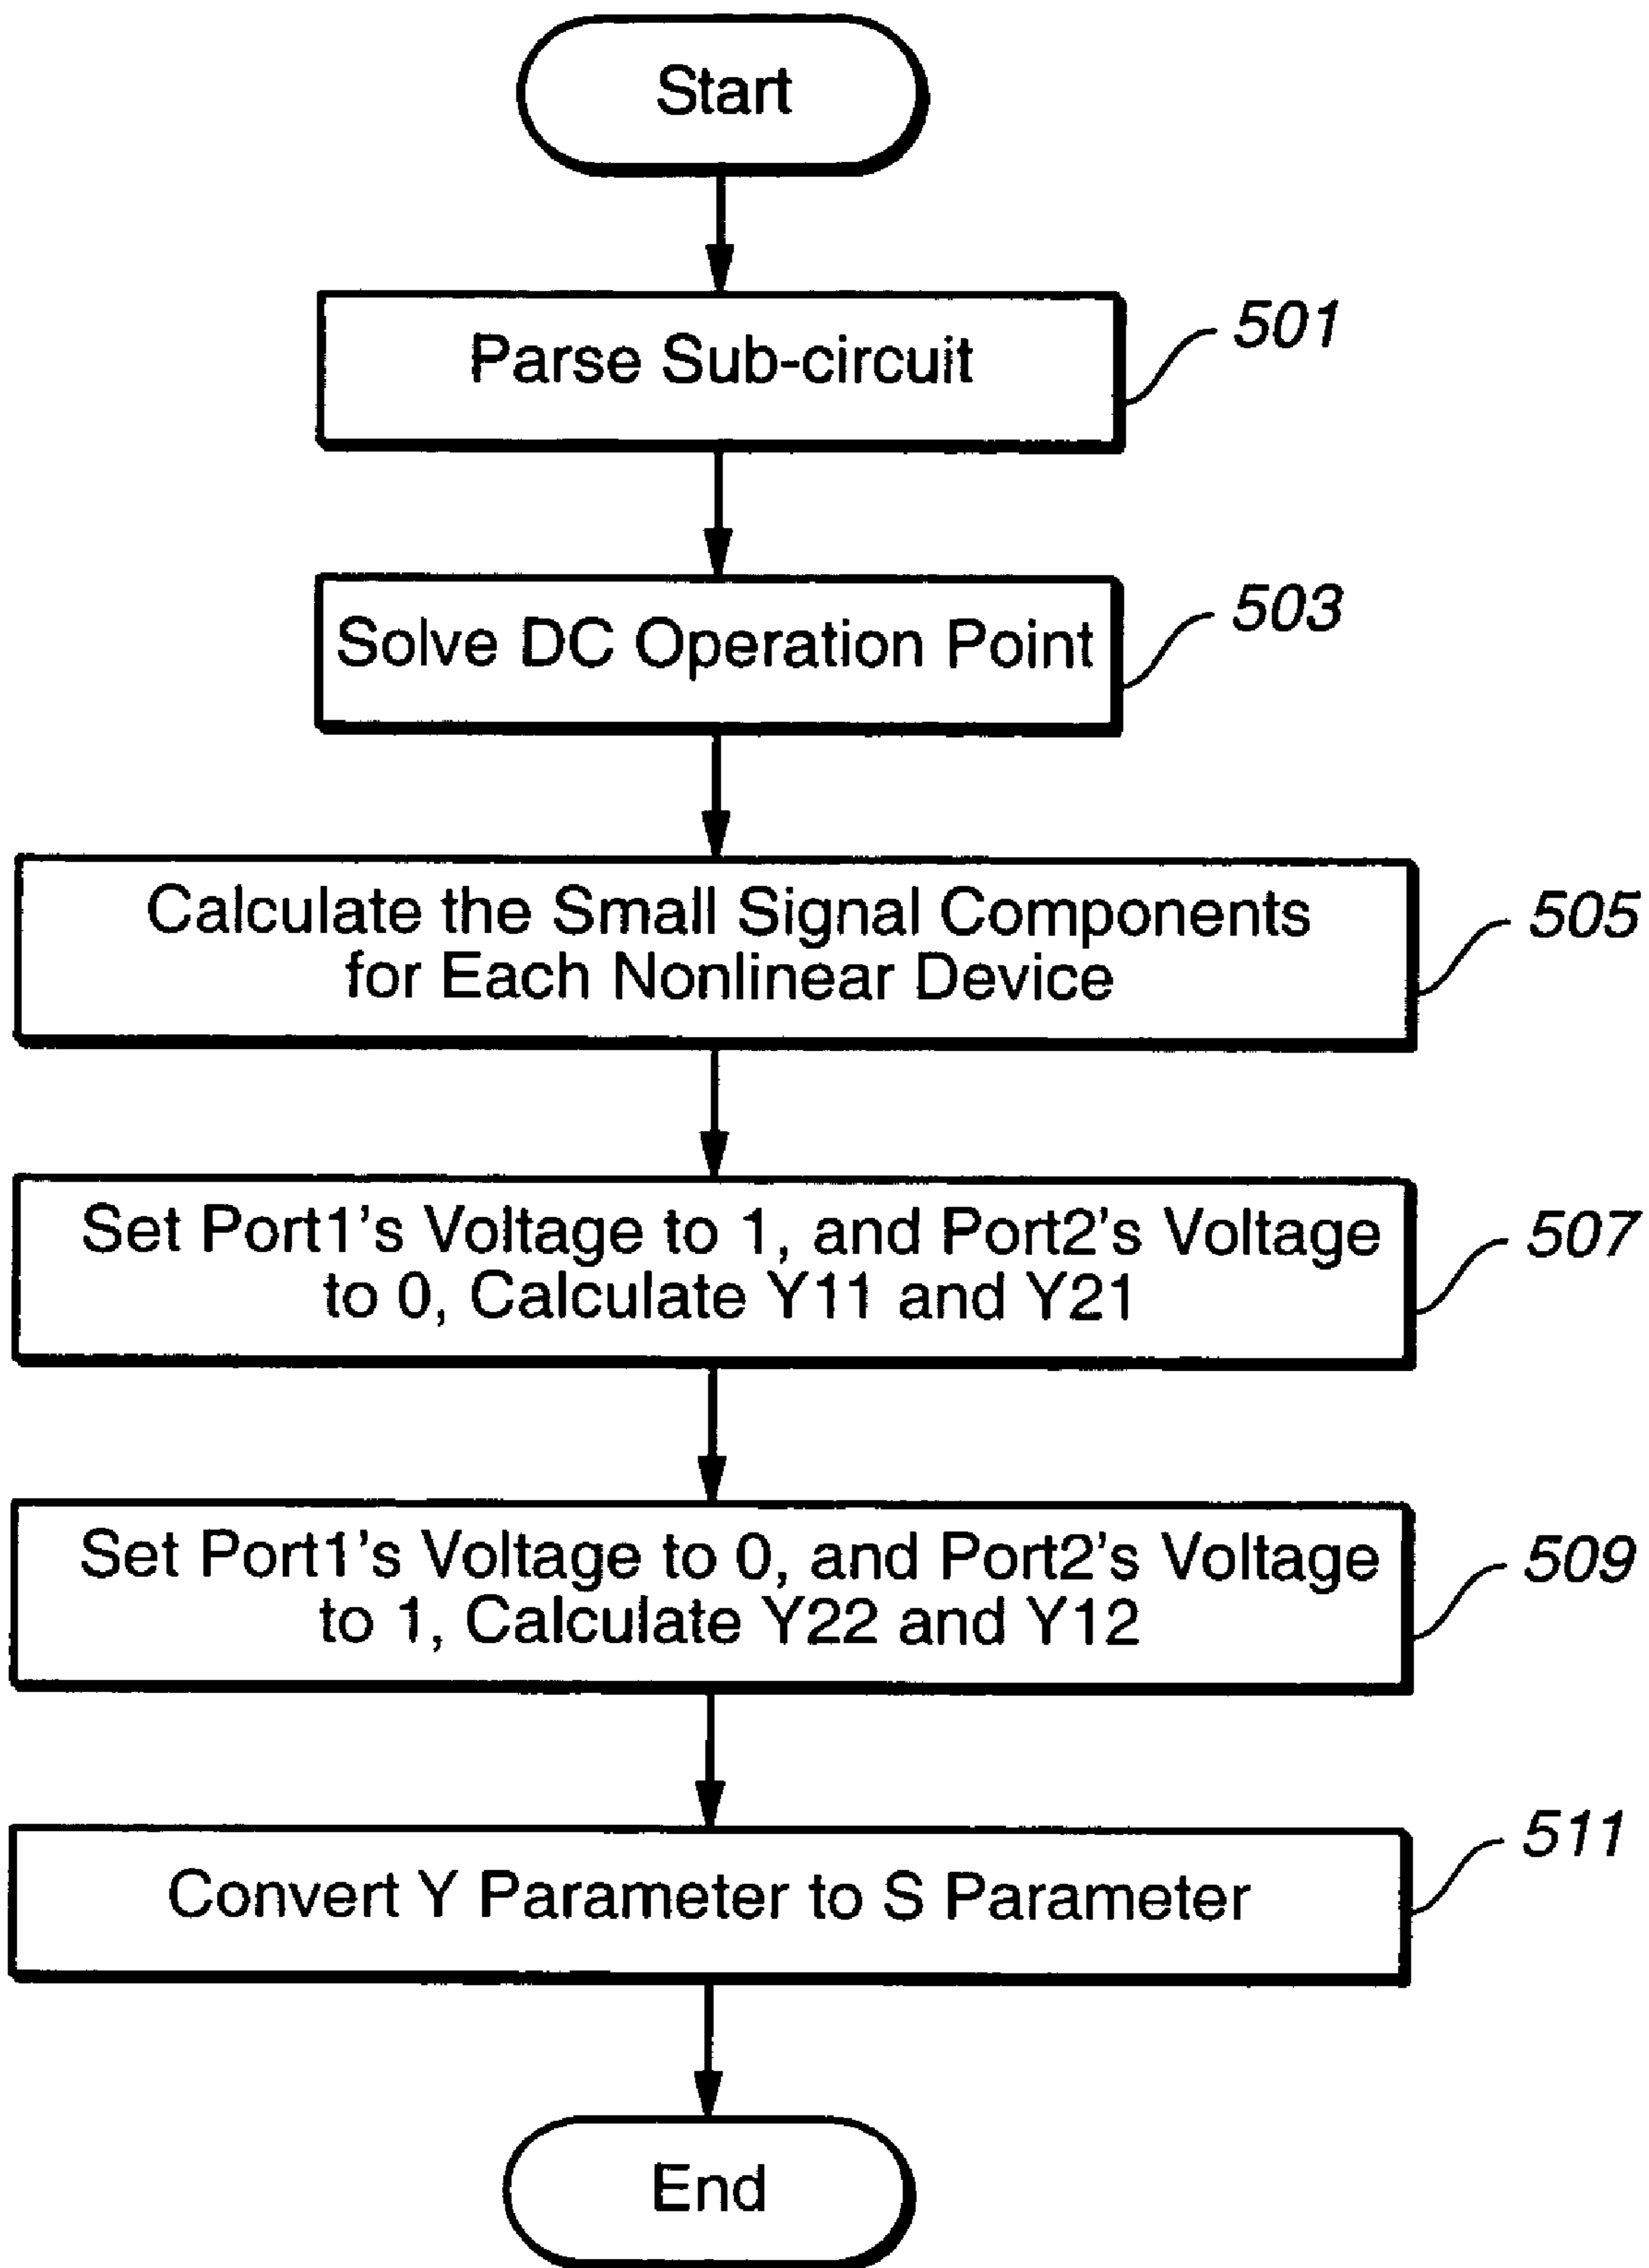 Start
Parse Sub-circuit
501
Solve DC Operation Point
503
Calculate the Small Signal Components
for Each Nonlinear Device
505
Set Port1's Voltage to 1, and Port2's Voltage
to 0, Calculate Y11 and Y21
507
Set Port1's Voltage to 0, and Port2's Voltage
to 1, Calculate Y22 and Y12
509
Convert Y Parameter to S Parameter
511
End